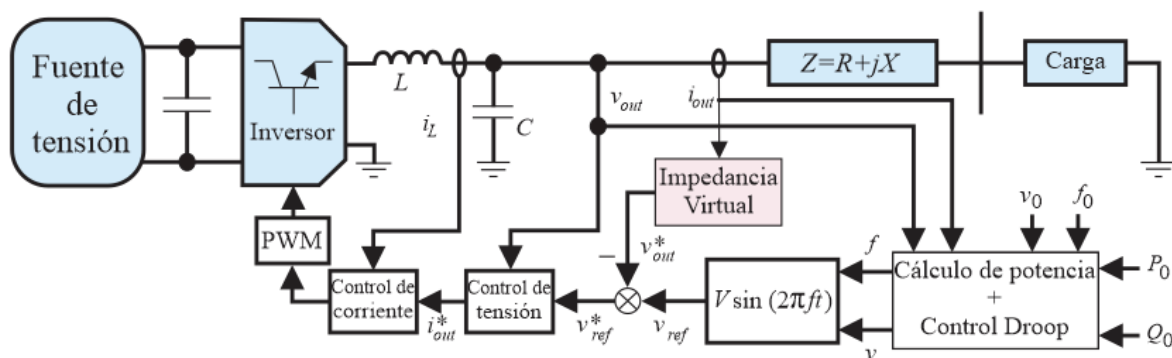 Fuente
de
tensión
Inversor
L
i_L
C
v_out
i_out
Z=R+jX
Carga
Impedancia
Virtual
PWM
Control de
corriente
i*_out
Control de
tensión
v*_ref
−
v*_out
v_ref
V sin (2πft)
f
v
v_0
f_0
Cálculo de potencia
+
Control Droop
P_0
Q_0